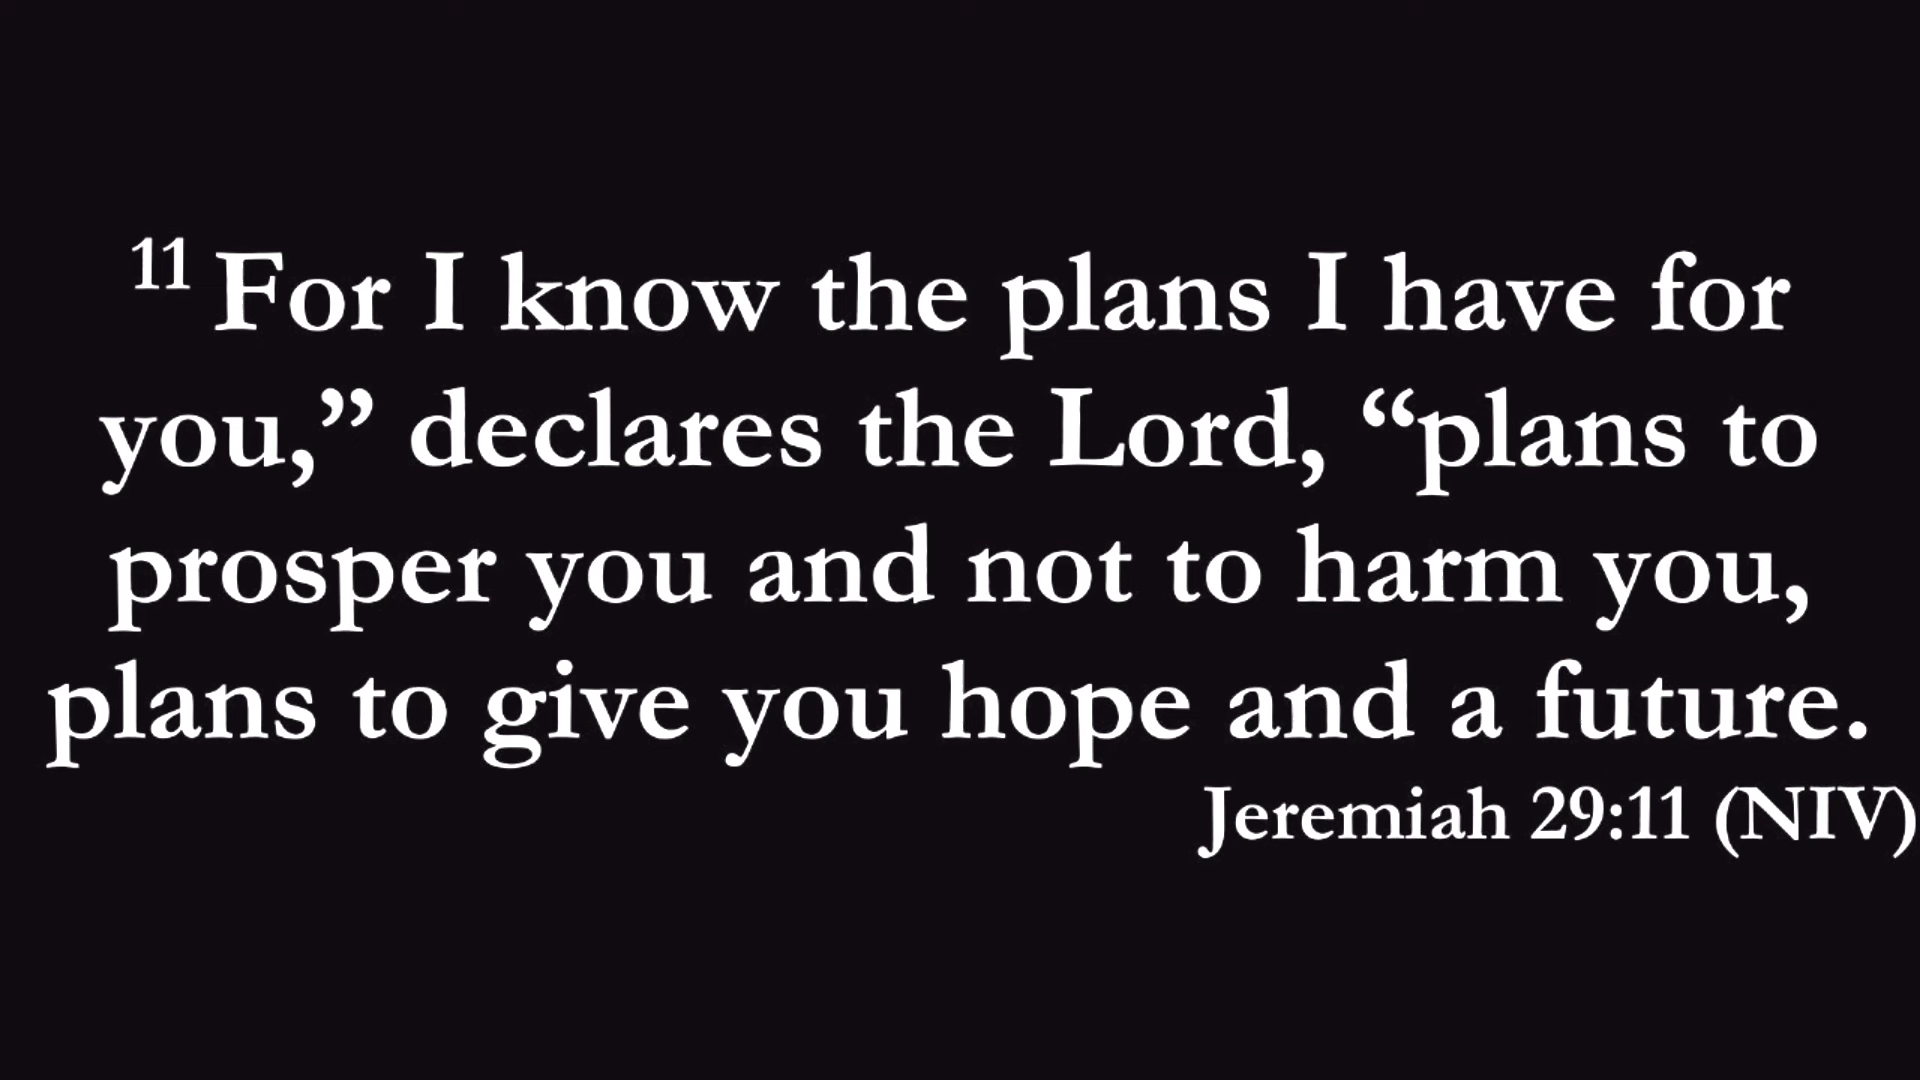 11 For I know the plans I have for
you,” declares the Lord, “plans to
prosper you and not to harm you,
plans to give you hope and a future.
Jeremiah 29:11 (NIV)